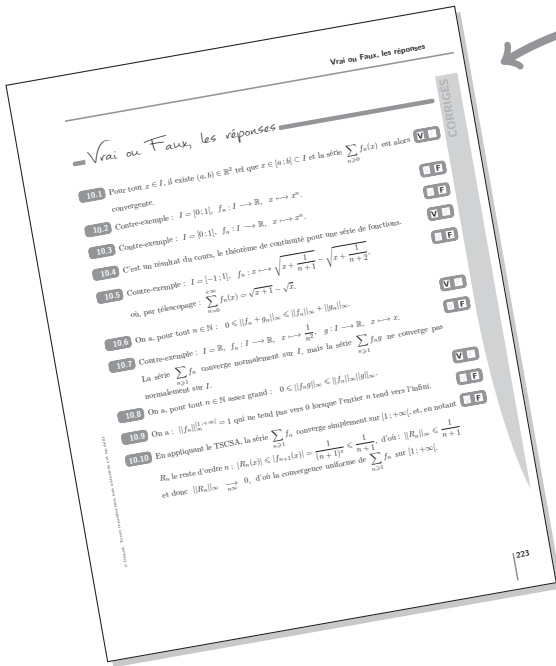 Vrai ou Faux, les réponses
Vrai ou Faux, les réponses
CORRIGÉS
10.1 Pour tout x ∈ I, il existe (a, b) ∈ ℝ² tel que x ∈ [a ; b] ⊂ I et la série ∑_{n≥0} f_n(x) est alors V
convergente.
10.2 Contre-exemple : I = [0 ; 1], f_n : I → ℝ, x ↦ xⁿ. F
10.3 Contre-exemple : I = [0 ; 1[, f_n : I → ℝ, x ↦ xⁿ. F
10.4 C'est un résultat du cours, le théorème de continuité pour une série de fonctions. V
10.5 Contre-exemple : I = [−1 ; 1], f_n : x ↦ √(x + 1/(n+1)) − √(x + 1/(n+2)), F
où, par télescopage : ∑_{n≥0}^{+∞} f_n(x) = √(x+1) − √x.
10.6 On a, pour tout n ∈ ℕ : 0 ≤ ||f_n + g_n||_∞ ≤ ||f_n||_∞ + ||g_n||_∞. V
10.7 Contre-exemple : I = ℝ, f_n : I → ℝ, x ↦ 1/n², g : I → ℝ, x ↦ x. F
La série ∑_{n≥1} f_n converge normalement sur I, mais la série ∑_{n≥1} f_n g ne converge pas
normalement sur I.
10.8 On a, pour tout n ∈ ℕ assez grand : 0 ≤ ||f_n g||_∞ ≤ ||f_n||_∞ ||g||_∞. V
10.9 On a : ||f_n||_∞^{[1 ; +∞[} = 1 qui ne tend pas vers 0 lorsque l'entier n tend vers l'infini. F
10.10 En appliquant le TSCSA, la série ∑_{n≥1} f_n converge simplement sur [1 ; +∞[, et, en notant F
R_n le reste d'ordre n : |R_n(x)| ≤ |f_{n+1}(x)| = 1/(n+1)^x ≤ 1/(n+1), d'où : ||R_n||_∞ ≤ 1/(n+1)
et donc ||R_n||_∞ →_{n∞} 0, d'où la convergence uniforme de ∑_{n≥1} f_n sur [1 ; +∞[.
223